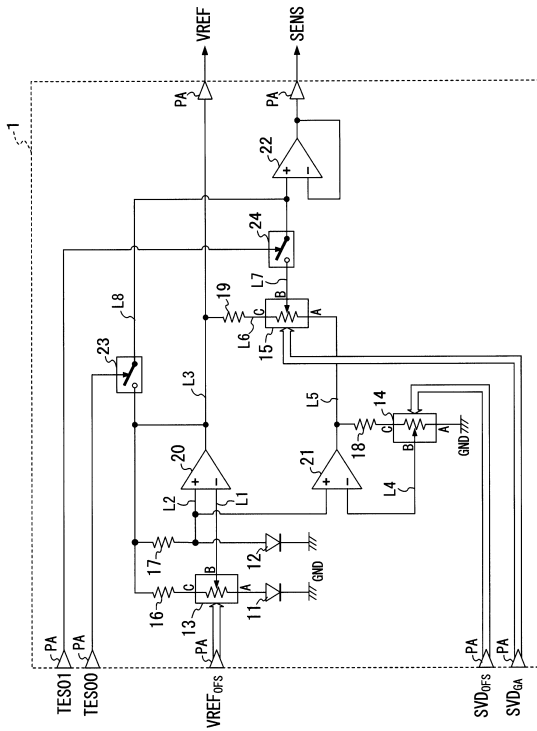 1
TES01
PA
TES00
PA
VREFOFS
PA
SVDOFS
PA
SVDGA
PA
23
L8
16
17
C
B
A
13
11
GND
12
L2
L1
+
−
20
L3
PA
VREF
+
−
21
L5
L4
18
C
B
A
14
GND
19
L6
C
B
A
15
L7
24
+
−
22
PA
SENS